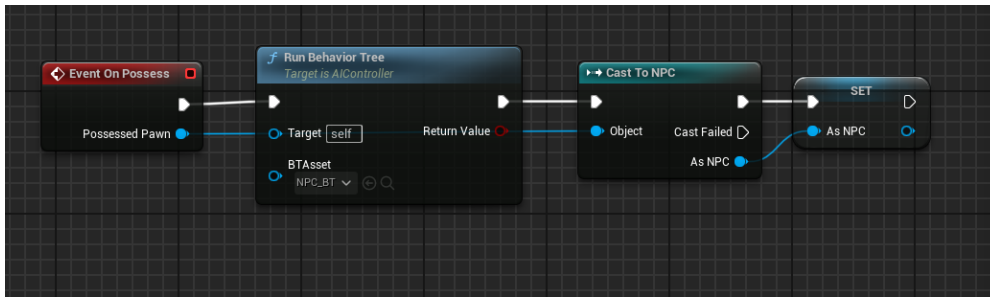 Event On Possess
Possessed Pawn
f Run Behavior Tree
Target is AIController
Target self
Return Value
BTAsset
NPC_BT
Cast To NPC
Object
Cast Failed
As NPC
SET
As NPC